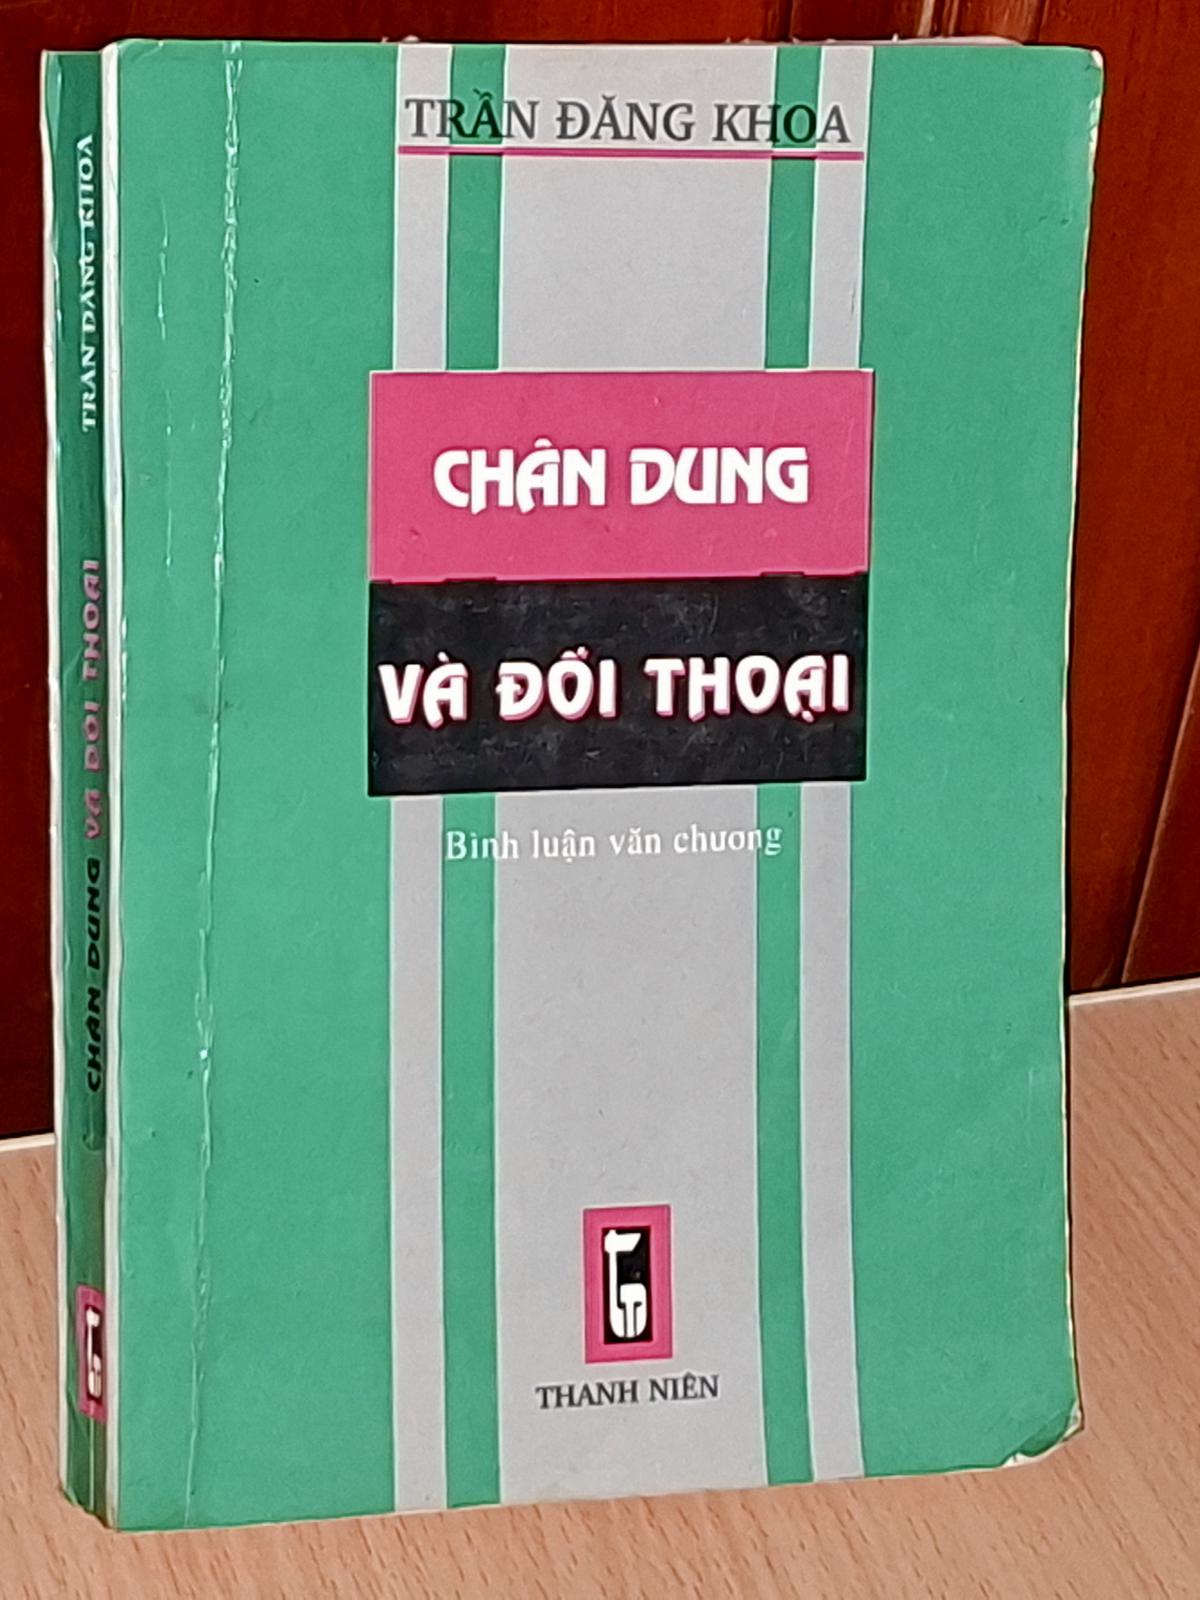 TRẦN ĐĂNG KHOA
CHÂN DUNG
VÀ ĐỐI THOẠI
Bình luận văn chương
THANH NIÊN
TRẦN ĐĂNG KHOA
CHÂN DUNG VÀ ĐỐI THOẠI